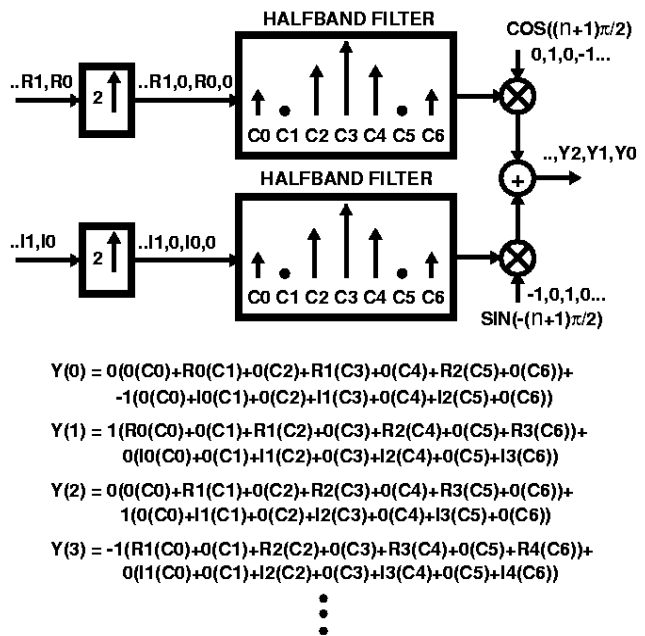 HALFBAND FILTER
COS((n+1)π/2)
0,1,0,-1...
..R1,R0
2
..R1,0,R0,0
C0 C1 C2 C3 C4 C5 C6
..,Y2,Y1,Y0
+
HALFBAND FILTER
..I1,I0
2
..I1,0,I0,0
C0 C1 C2 C3 C4 C5 C6
-1,0,1,0...
SIN(-(n+1)π/2)
Y(0) = 0(0(C0)+R0(C1)+0(C2)+R1(C3)+0(C4)+R2(C5)+0(C6))+
-1(0(C0)+I0(C1)+0(C2)+I1(C3)+0(C4)+I2(C5)+0(C6))
Y(1) = 1(R0(C0)+0(C1)+R1(C2)+0(C3)+R2(C4)+0(C5)+R3(C6))+
0(I0(C0)+0(C1)+I1(C2)+0(C3)+I2(C4)+0(C5)+I3(C6))
Y(2) = 0(0(C0)+R1(C1)+0(C2)+R2(C3)+0(C4)+R3(C5)+0(C6))+
1(0(C0)+I1(C1)+0(C2)+I2(C3)+0(C4)+I3(C5)+0(C6))
Y(3) = -1(R1(C0)+0(C1)+R2(C2)+0(C3)+R3(C4)+0(C5)+R4(C6))+
0(I1(C0)+0(C1)+I2(C2)+0(C3)+I3(C4)+0(C5)+I4(C6))